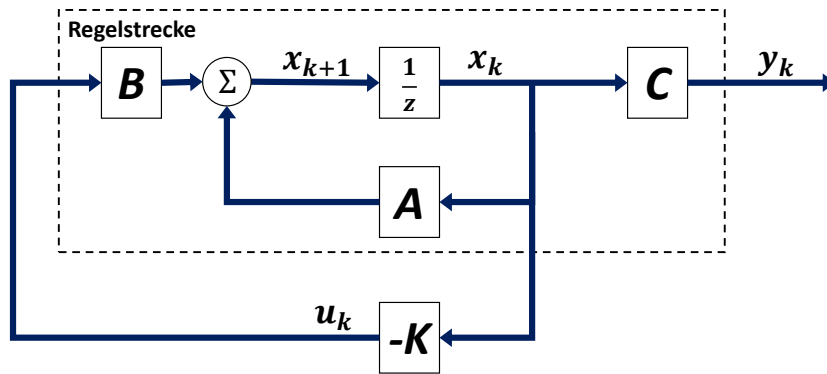 Regelstrecke
B
Σ
x_{k+1}
1/z
x_k
C
y_k
A
u_k
-K